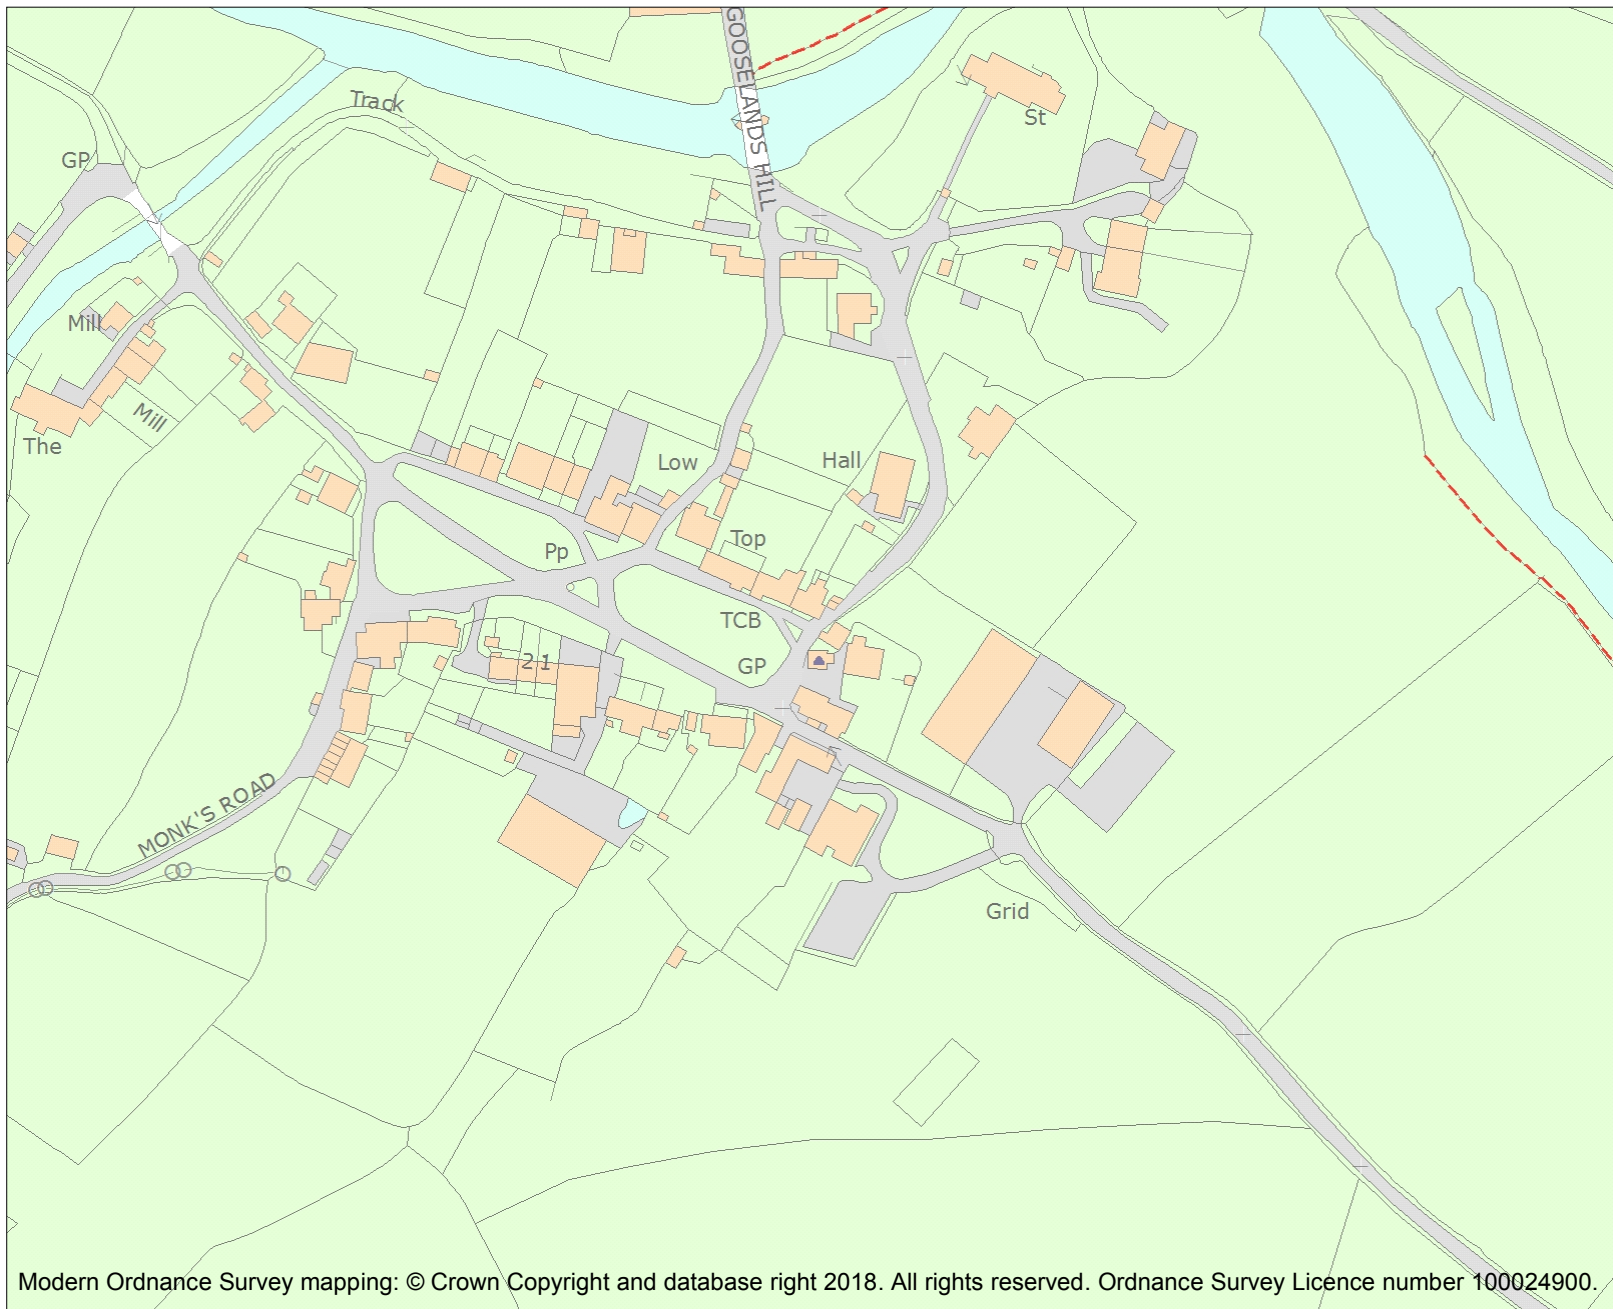 GOOSELANDS HILL
Track
St
GP
Mill
Mill
The
Low
Hall
Pp
Top
TCB
GP
2 1
MONK'S ROAD
Grid
Modern Ordnance Survey mapping: © Crown Copyright and database right 2018. All rights reserved. Ordnance Survey Licence number 100024900.